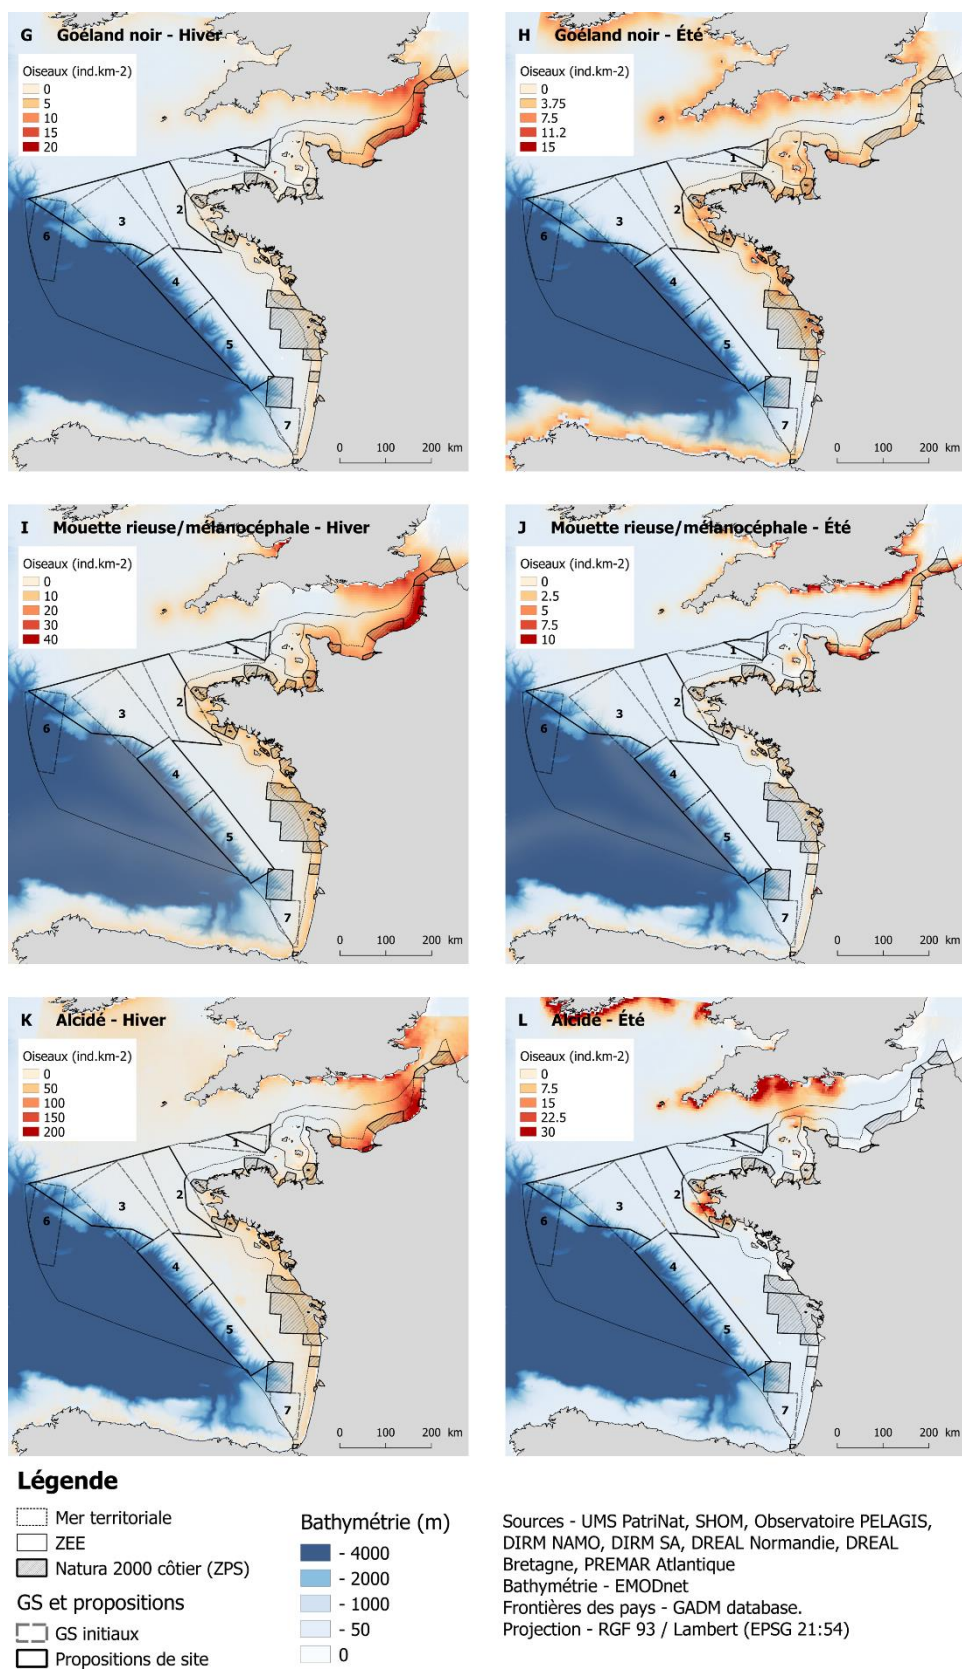 G Goéland noir - Hiver
Oiseaux (ind.km-2)
0
5
10
15
20
1
2
3
4
5
6
7
0 100 200 km
H Goéland noir - Été
Oiseaux (ind.km-2)
0
3.75
7.5
11.2
15
1
2
3
4
5
6
7
0 100 200 km
I Mouette rieuse/mélanocéphale - Hiver
Oiseaux (ind.km-2)
0
10
20
30
40
1
2
3
4
5
6
7
0 100 200 km
J Mouette rieuse/mélanocéphale - Été
Oiseaux (ind.km-2)
0
2.5
5
7.5
10
1
2
3
4
5
6
7
0 100 200 km
K Alcidé - Hiver
Oiseaux (ind.km-2)
0
50
100
150
200
1
2
3
4
5
6
7
0 100 200 km
L Alcidé - Été
Oiseaux (ind.km-2)
0
7.5
15
22.5
30
1
2
3
4
5
6
7
0 100 200 km
Légende
Mer territoriale
ZEE
Natura 2000 côtier (ZPS)
GS et propositions
GS initiaux
Propositions de site
Bathymétrie (m)
- 4000
- 2000
- 1000
- 50
0
Sources - UMS PatriNat, SHOM, Observatoire PELAGIS,
DIRM NAMO, DIRM SA, DREAL Normandie, DREAL
Bretagne, PREMAR Atlantique
Bathymétrie - EMODnet
Frontières des pays - GADM database.
Projection - RGF 93 / Lambert (EPSG 21:54)